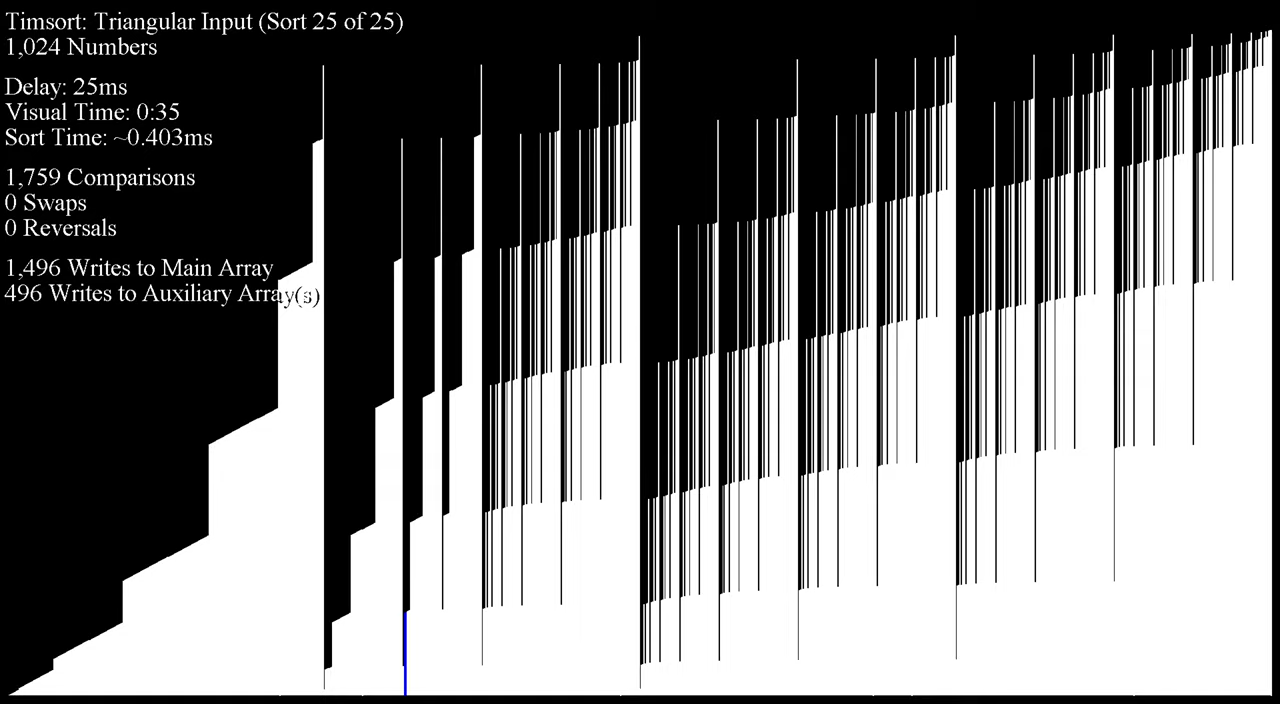 Timsort: Triangular Input (Sort 25 of 25)
1,024 Numbers
Delay: 25ms
Visual Time: 0:35
Sort Time: ~0.403ms
1,759 Comparisons
0 Swaps
0 Reversals
1,496 Writes to Main Array
496 Writes to Auxiliary Array(s)